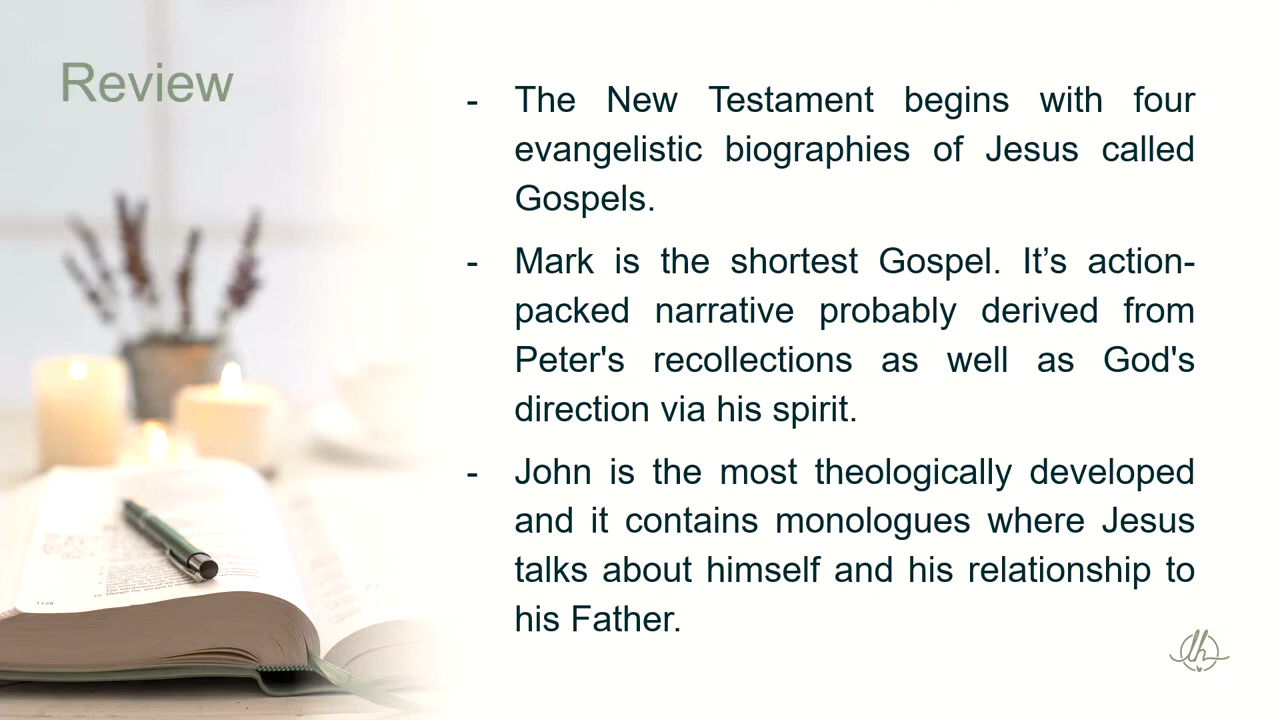 Review
- The New Testament begins with four
evangelistic biographies of Jesus called
Gospels.
- Mark is the shortest Gospel. It’s action-
packed narrative probably derived from
Peter's recollections as well as God's
direction via his spirit.
- John is the most theologically developed
and it contains monologues where Jesus
talks about himself and his relationship to
his Father.